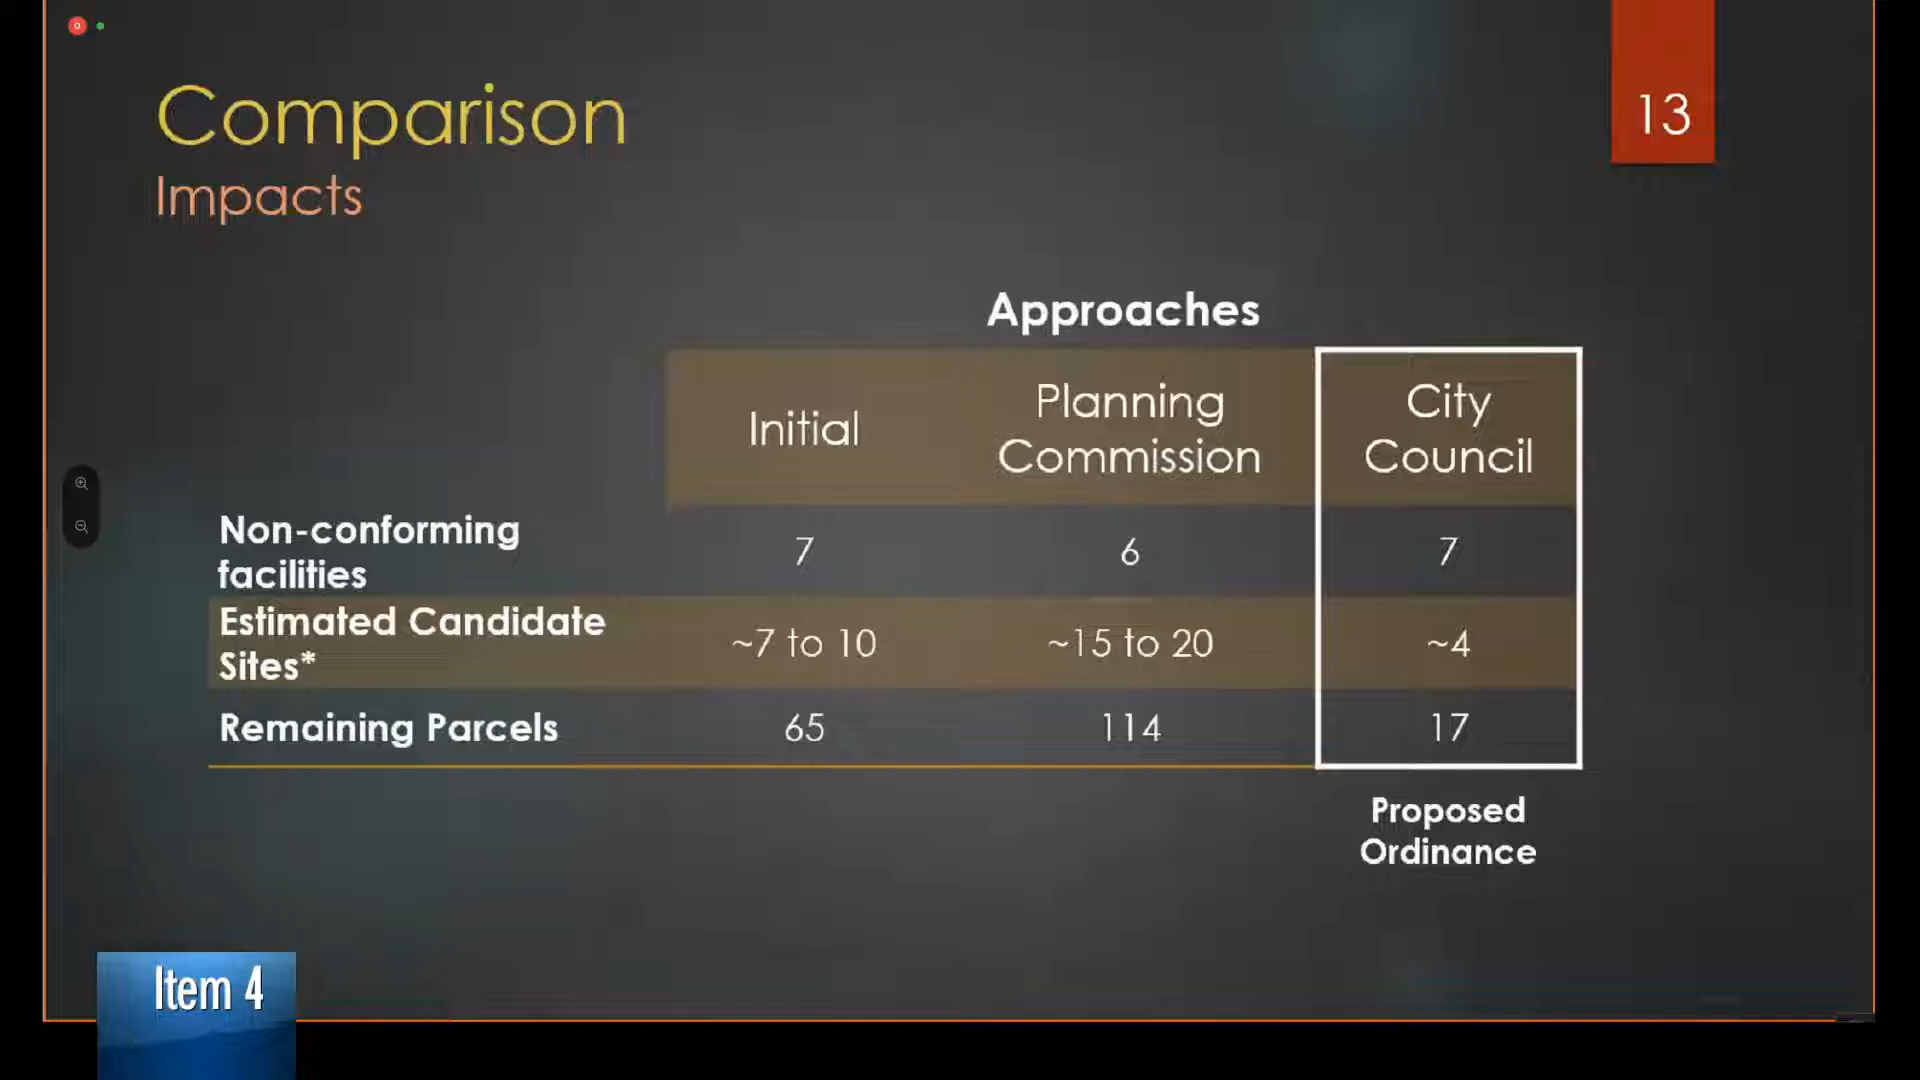 Comparison
Impacts
13
Approaches
Initial
Planning
Commission
City
Council
Non-conforming
facilities
7
6
7
Estimated Candidate
Sites*
~7 to 10
~15 to 20
~4
Remaining Parcels
65
114
17
Proposed
Ordinance
Item 4